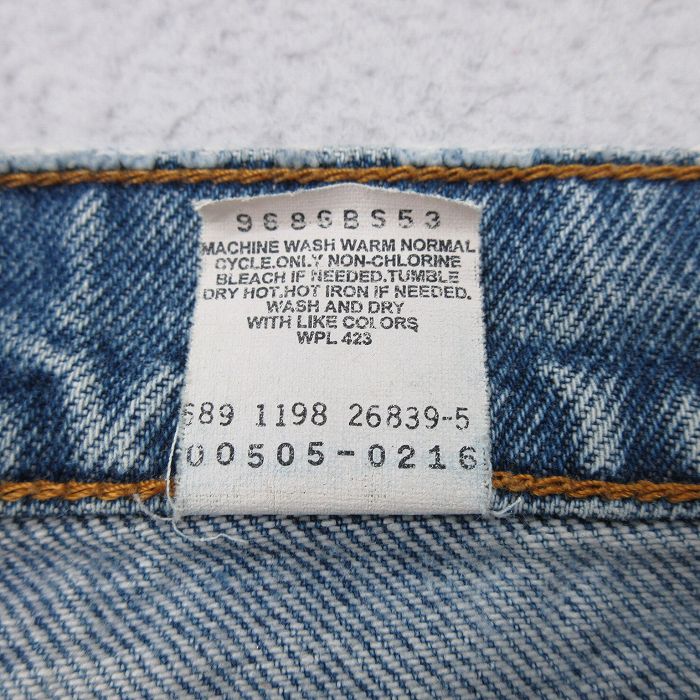 9686BS53
MACHINE WASH WARM NORMAL
CYCLE.ONLY NON-CHLORINE
BLEACH IF NEEDED.TUMBLE
DRY HOT.HOT IRON IF NEEDED.
WASH AND DRY
WITH LIKE COLORS
WPL 423
689 1198 26839-5
00505-0216